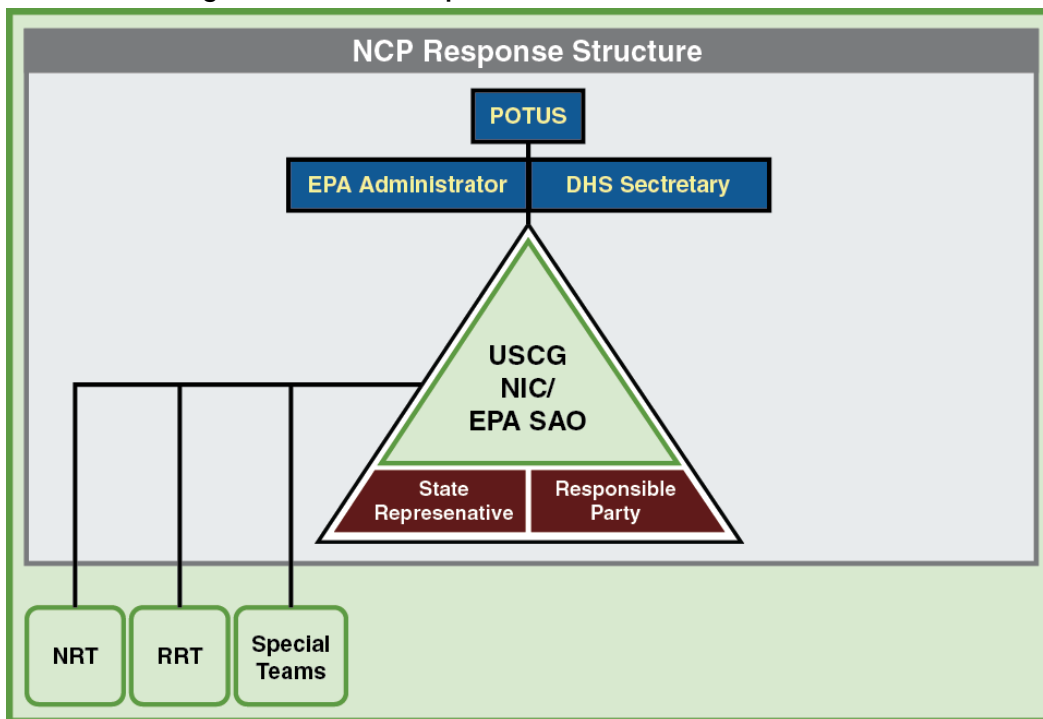 NCP Response Structure
POTUS
EPA Administrator
DHS Sectretary
USCG
NIC/
EPA SAO
State
Represenative
Responsible
Party
NRT
RRT
Special
Teams